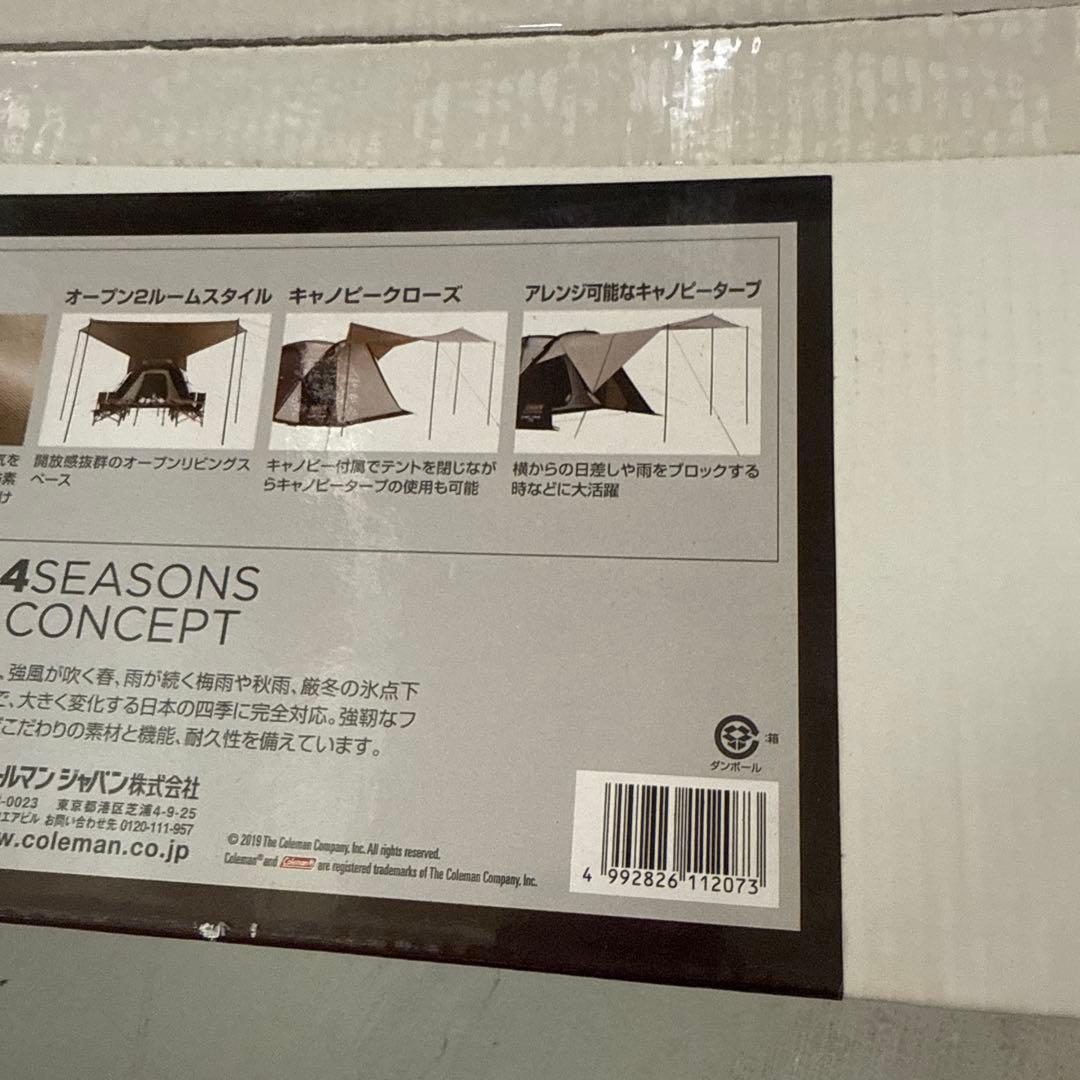 オープン2ルームスタイル
キャノピークローズ
アレンジ可能なキャノピータープ
気を
素
け
開放感抜群のオープンリビングス
ペース
キャノピー付属でテントを閉じなが
らキャノピータープの使用も可能
横からの日差しや雨をブロックする
時などに大活躍
4SEASONS
CONCEPT
、強風が吹く春、雨が続く梅雨や秋雨、厳冬の氷点下
で、大きく変化する日本の四季に完全対応。強靭なフ
こだわりの素材と機能、耐久性を備えています。
ールマン ジャパン株式会社
-0023 東京都港区芝浦4-9-25
エアビル お問い合わせ先 0120-111-957
w.coleman.co.jp
© 2019 The Coleman Company, Inc. All rights reserved.
Coleman® and Coleman® are registered trademarks of The Coleman Company, Inc.
:箱
ダンボール
4 992826 112073